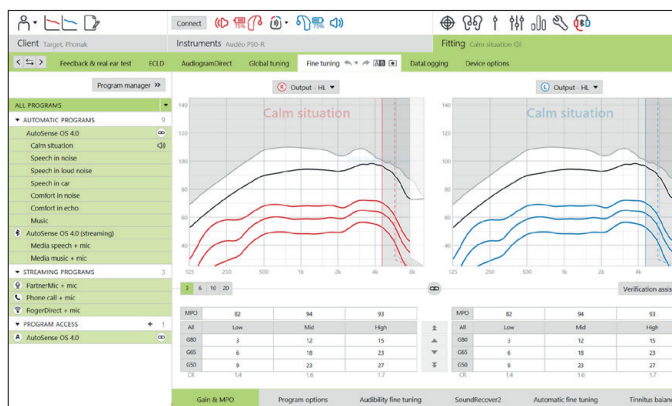 Connect
75%
75%
Client Target, Phonak
Instruments Audéo P90-R
Fitting Calm situation
Feedback & real ear test
ECLD
AudiogramDirect
Global tuning
Fine tuning
DataLogging
Device options
Program manager
ALL PROGRAMS
AUTOMATIC PROGRAMS 9
AutoSense OS 4.0
Calm situation
Speech in noise
Speech in loud noise
Speech in car
Comfort in noise
Comfort in echo
Music
AutoSense OS 4.0 (streaming)
Media speech + mic
Media music + mic
STREAMING PROGRAMS 3
PartnerMic + mic
Phone call + mic
RogerDirect + mic
PROGRAM ACCESS + 1
A AutoSense OS 4.0
R Output - HL
Calm situation
140
120
100
80
60
40
125 250 500 1k 2k 4k 8k
L Output - HL
Calm situation
140
120
100
80
60
40
125 250 500 1k 2k 4k
3 6 10 20
Verification assis
MPO 82 94 93
All Low Mid High
G80 3 12 15
G65 6 18 23
G50 9 23 27
CR 1.4 1.6 1.7
MPO 82 94 93
All Low Mid High
G80 3 12 15
G65 6 18 23
G50 9 23 27
CR 1.4 1.6 1.7
Gain & MPO
Program options
Audibility fine tuning
SoundRecover2
Automatic fine tuning
Tinnitus balan